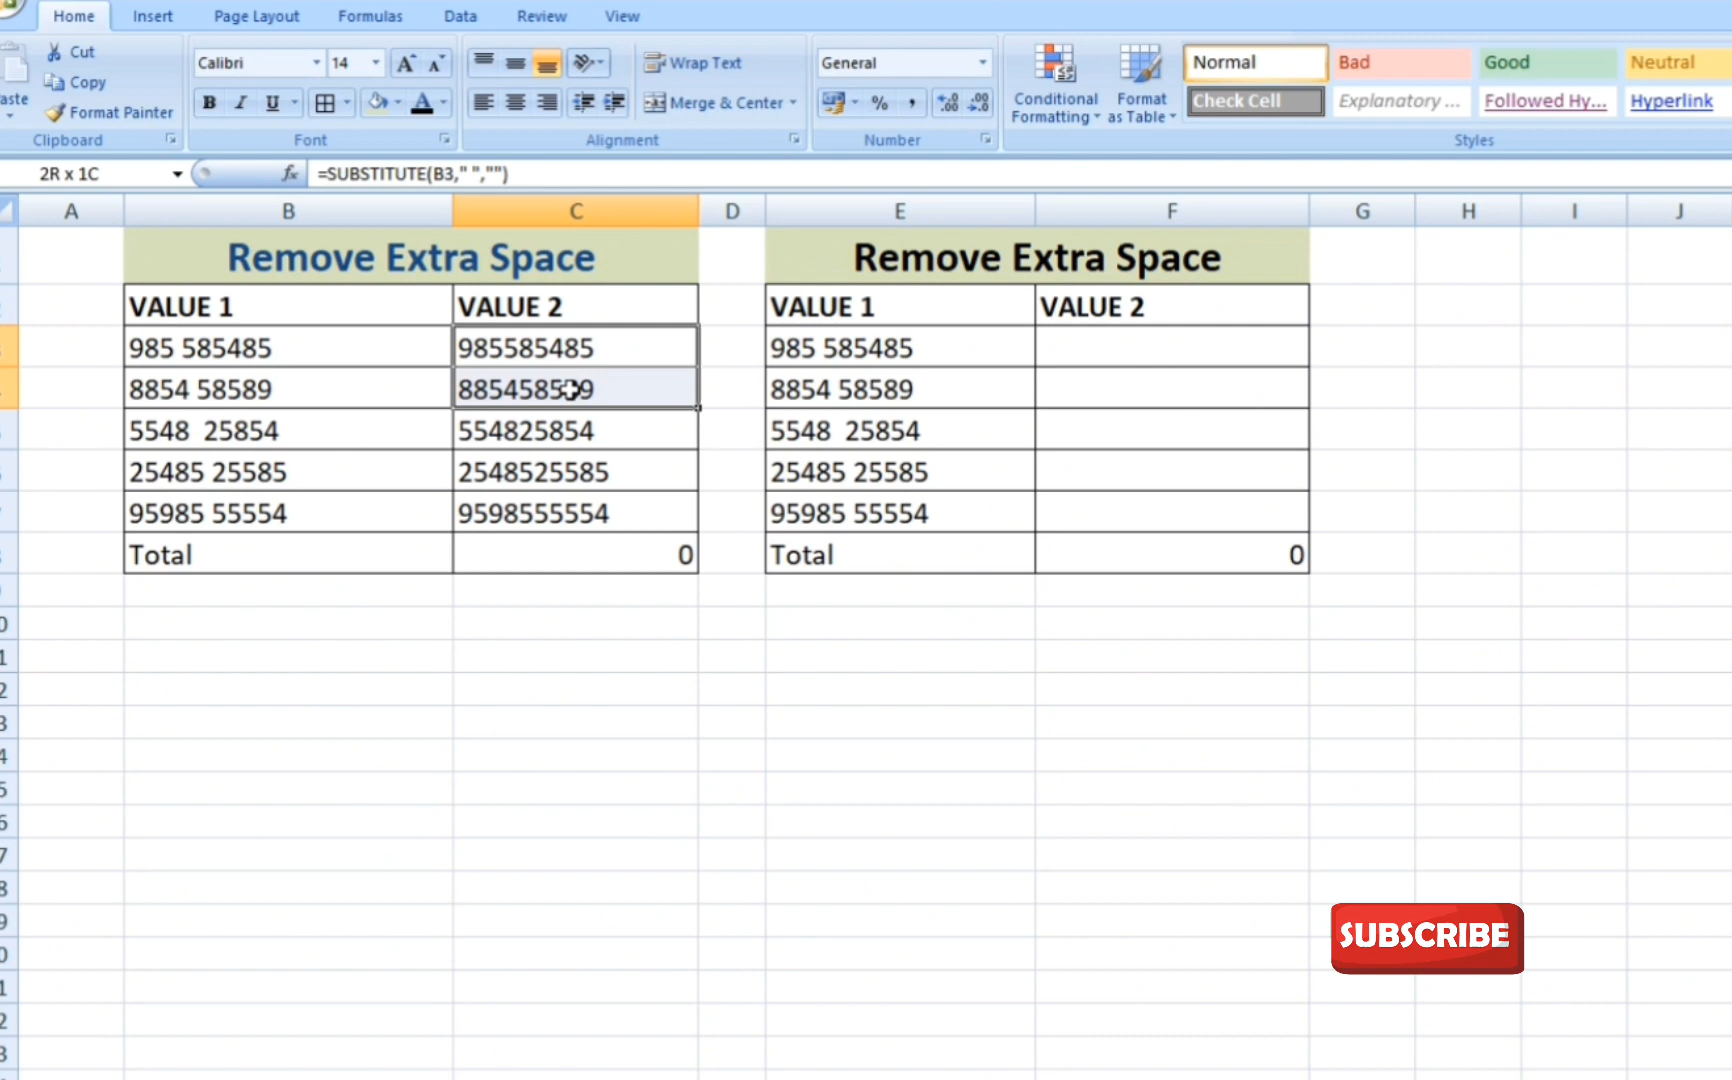 Home Insert Page Layout Formulas Data Review View
Cut
Copy
Format Painter
Clipboard
Calibri 14
B I U
Font
Wrap Text
Merge & Center
Alignment
General
% ,
Number
Conditional Formatting
Format as Table
Normal Bad Good Neutral
Check Cell Explanatory ... Followed Hy... Hyperlink
Styles
2R x 1C fx =SUBSTITUTE(B3," ","")
A B C D E F G H I J
Remove Extra Space Remove Extra Space
VALUE 1 VALUE 2 VALUE 1 VALUE 2
985 585485 985585485 985 585485
8854 58589 8854 58589
5548  25854 554825854 5548  25854
25485 25585 2548525585 25485 25585
95985 55554 9598555554 95985 55554
Total 0 Total 0
SUBSCRIBE